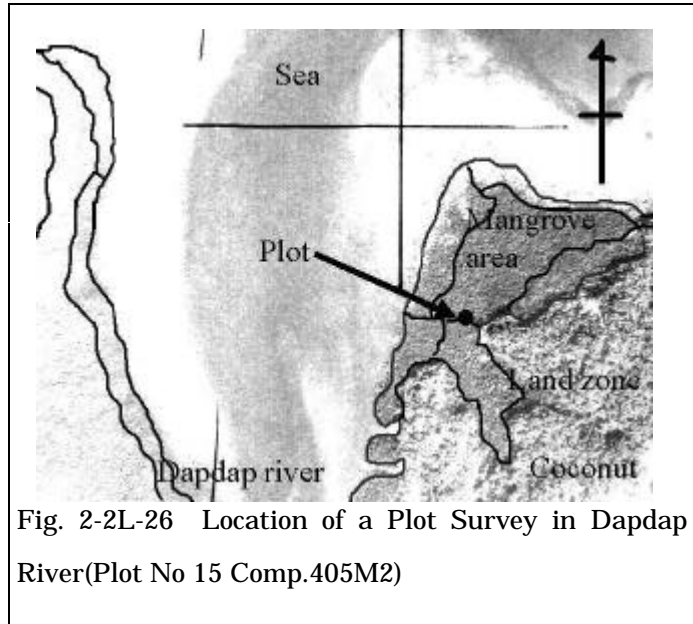 Sea
Mangrove
area
Plot
Land zone
Dapdap river
Coconut
Fig. 2-2L-26 Location of a Plot Survey in Dapdap
River(Plot No 15 Comp.405M2)